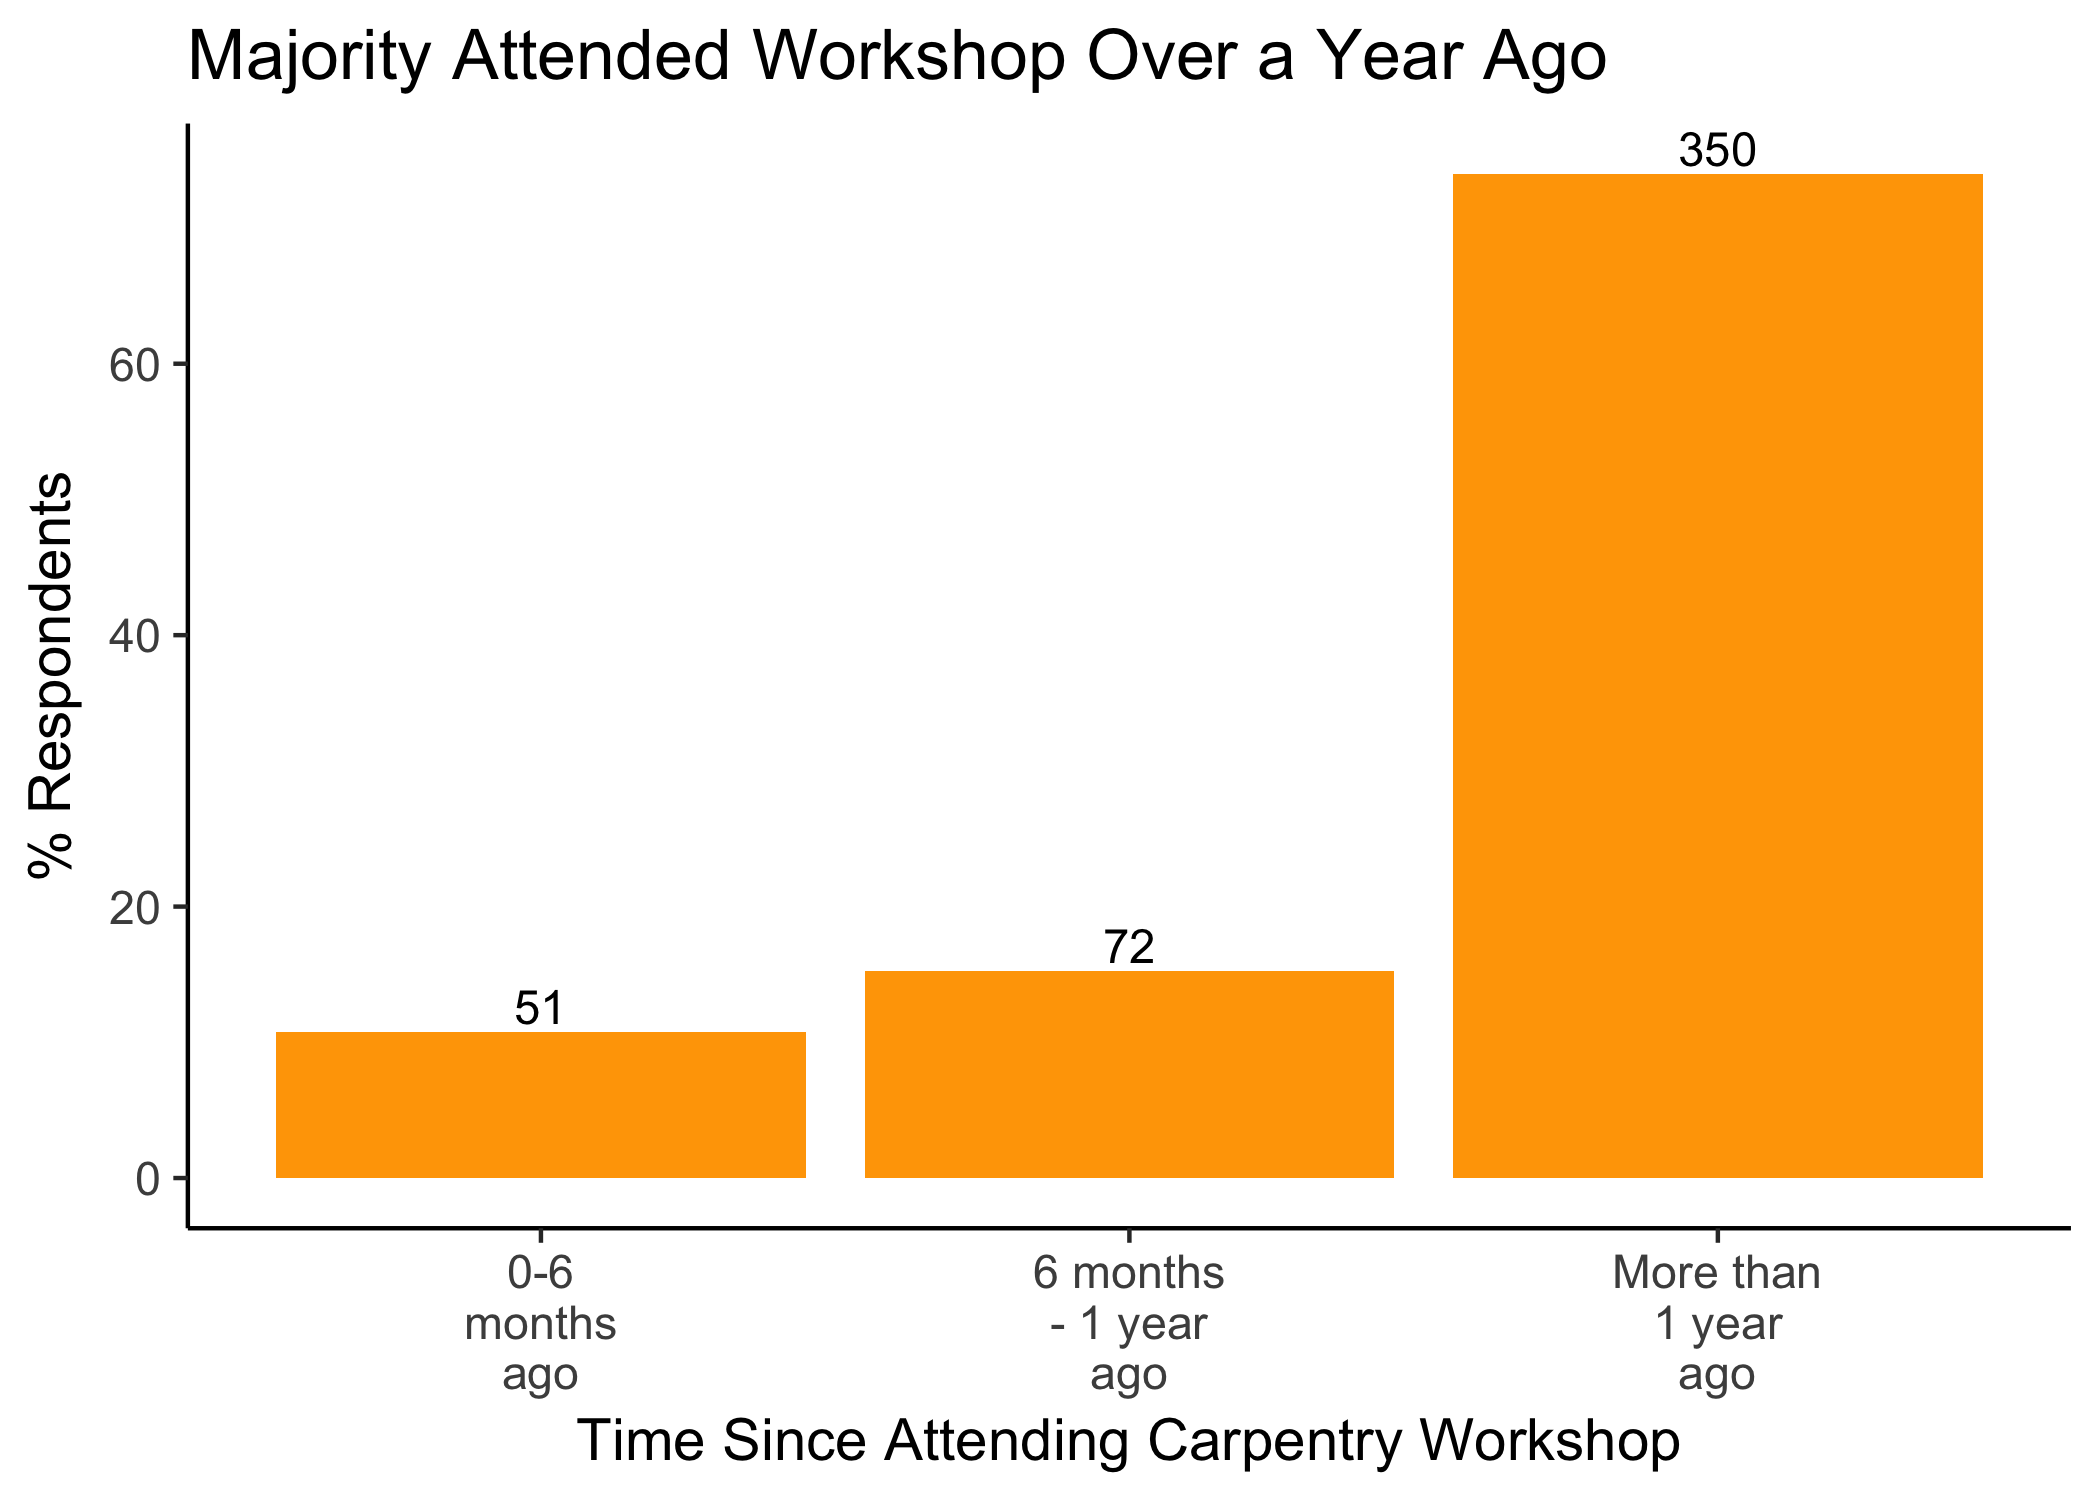 Majority Attended Workshop Over a Year Ago
350
60
40
% Respondents
20
72
51
0
0-6
months
ago
6 months
- 1 year
ago
More than
1 year
ago
Time Since Attending Carpentry Workshop